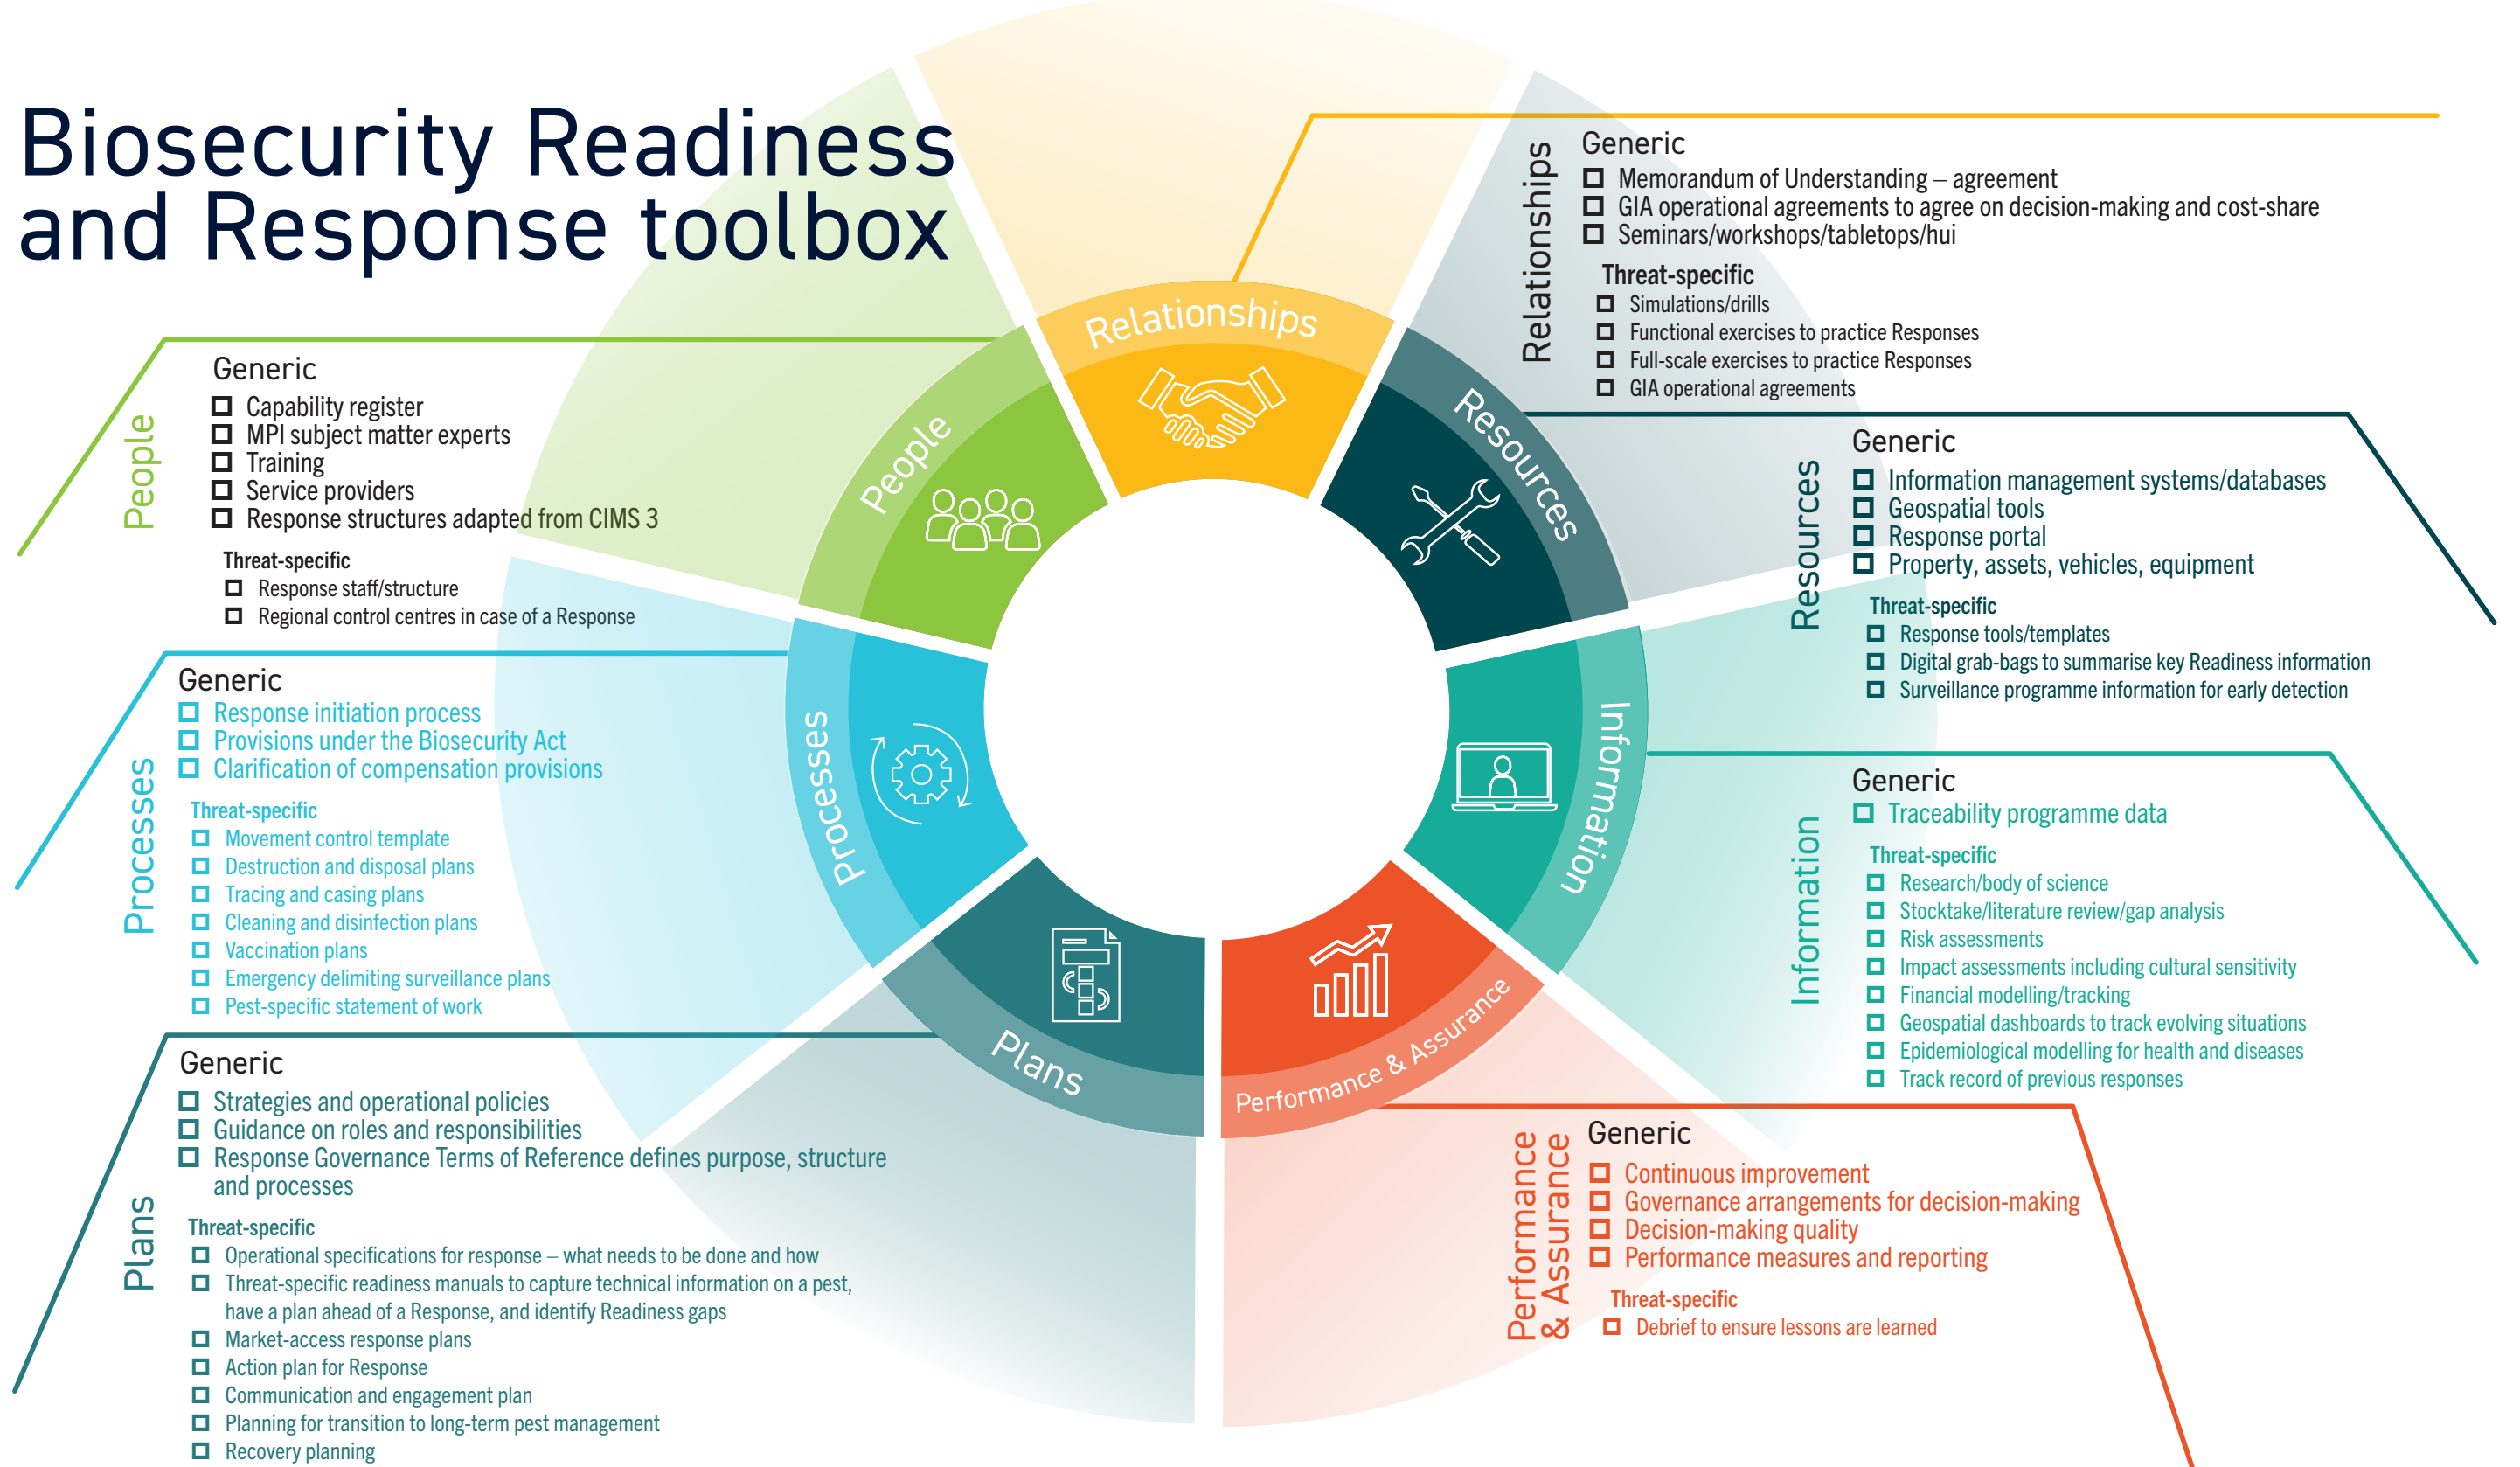 Biosecurity Readiness
and Response toolbox
Relationships
Resources
Information
Performance & Assurance
Plans
Processes
People
Relationships
Generic
Memorandum of Understanding – agreement
GIA operational agreements to agree on decision-making and cost-share
Seminars/workshops/tabletops/hui
Threat-specific
Simulations/drills
Functional exercises to practice Responses
Full-scale exercises to practice Responses
GIA operational agreements
Resources
Generic
Information management systems/databases
Geospatial tools
Response portal
Property, assets, vehicles, equipment
Threat-specific
Response tools/templates
Digital grab-bags to summarise key Readiness information
Surveillance programme information for early detection
Information
Generic
Traceability programme data
Threat-specific
Research/body of science
Stocktake/literature review/gap analysis
Risk assessments
Impact assessments including cultural sensitivity
Financial modelling/tracking
Geospatial dashboards to track evolving situations
Epidemiological modelling for health and diseases
Track record of previous responses
Performance
& Assurance
Generic
Continuous improvement
Governance arrangements for decision-making
Decision-making quality
Performance measures and reporting
Threat-specific
Debrief to ensure lessons are learned
People
Generic
Capability register
MPI subject matter experts
Training
Service providers
Response structures adapted from CIMS 3
Threat-specific
Response staff/structure
Regional control centres in case of a Response
Processes
Generic
Response initiation process
Provisions under the Biosecurity Act
Clarification of compensation provisions
Threat-specific
Movement control template
Destruction and disposal plans
Tracing and casing plans
Cleaning and disinfection plans
Vaccination plans
Emergency delimiting surveillance plans
Pest-specific statement of work
Plans
Generic
Strategies and operational policies
Guidance on roles and responsibilities
Response Governance Terms of Reference defines purpose, structure
and processes
Threat-specific
Operational specifications for response – what needs to be done and how
Threat-specific readiness manuals to capture technical information on a pest,
have a plan ahead of a Response, and identify Readiness gaps
Market-access response plans
Action plan for Response
Communication and engagement plan
Planning for transition to long-term pest management
Recovery planning